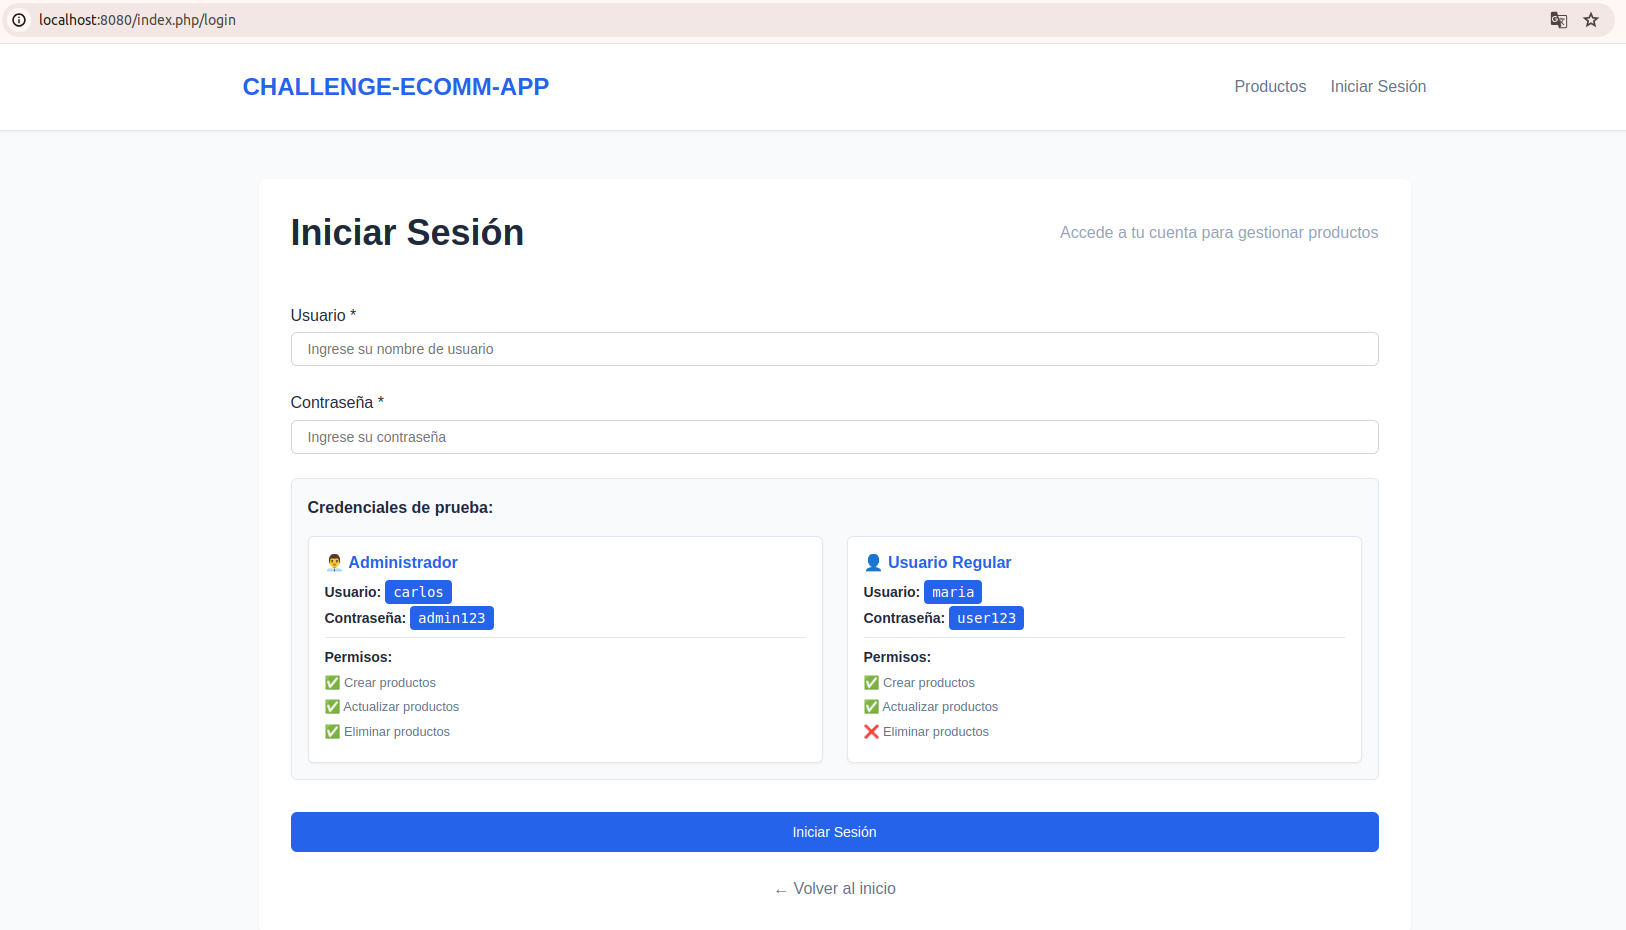 localhost:8080/index.php/login
CHALLENGE-ECOMM-APP
Productos Iniciar Sesión
Iniciar Sesión
Accede a tu cuenta para gestionar productos
Usuario *
Ingrese su nombre de usuario
Contraseña *
Ingrese su contraseña
Credenciales de prueba:
Administrador
Usuario: carlos
Contraseña: admin123
Permisos:
✅ Crear productos
✅ Actualizar productos
✅ Eliminar productos
Usuario Regular
Usuario: maria
Contraseña: user123
Permisos:
✅ Crear productos
✅ Actualizar productos
❌ Eliminar productos
Iniciar Sesión
← Volver al inicio